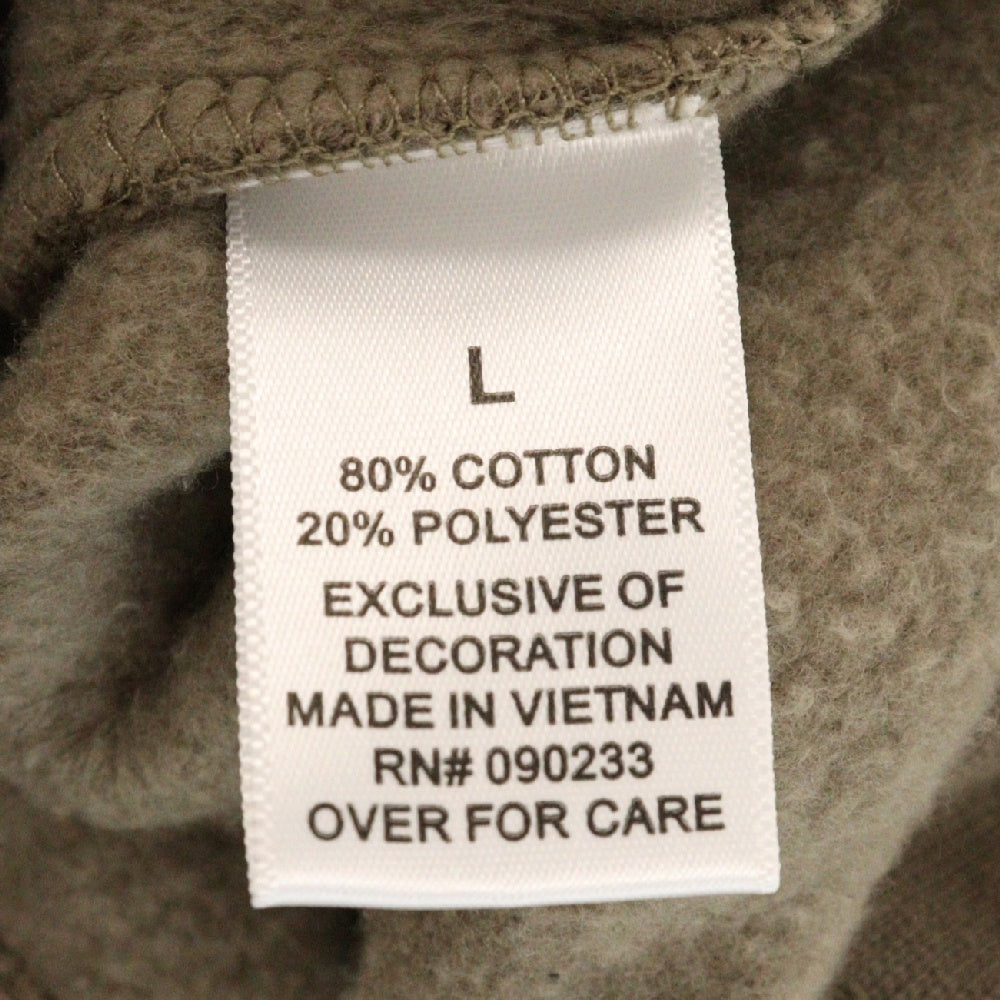 L
80% COTTON
20% POLYESTER
EXCLUSIVE OF
DECORATION
MADE IN VIETNAM
RN# 090233
OVER FOR CARE